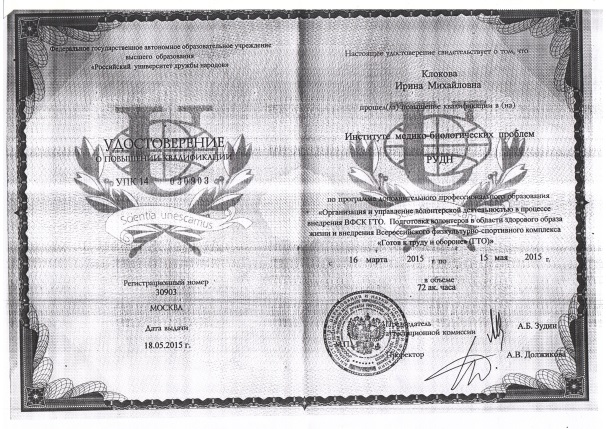 Федеральное государственное автономное образовательное учреждение
высшего образования
«Российский университет дружбы народов»
УДОСТОВЕРЕНИЕ
О ПОВЫШЕНИИ КВАЛИФИКАЦИИ
УПК 14 030903
Scientia unescamus
Регистрационный номер
30903
МОСКВА
Дата выдачи
18.05.2015 г.
Настоящее удостоверение свидетельствует о том, что
Клокова
Ирина Михайловна
прошел(а) повышение квалификации в (на)
Институте медико-биологических проблем
РУДН
по программе дополнительного профессионального образования
«Организация и управление волонтерской деятельностью в процессе
внедрения ВФСК ГТО. Подготовка волонтеров в области здорового образа
жизни и внедрения Всероссийского физкультурно-спортивного комплекса
«Готов к труду и обороне» (ГТО)»
с 16 марта 2015 г. по 15 мая 2015 г.
в объеме
72 ак. часа
Председатель
аттестационной комиссии А.Б. Зудин
М.П.
Директор А.В. Должикова